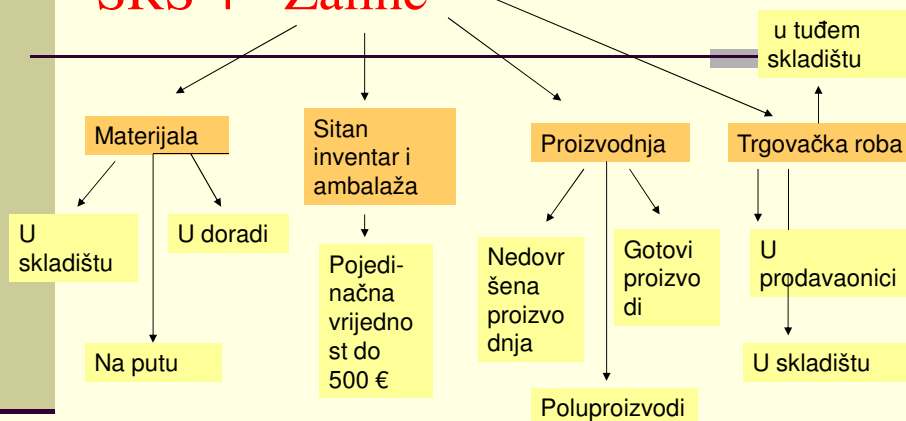 u tuđem
skladištu
Materijala
Sitan
inventar i
ambalaža
Proizvodnja
Trgovačka roba
U
skladištu
U doradi
Pojedi-
načna
vrijedno
st do
500 €
Nedovr
šena
proizvo
dnja
Gotovi
proizvo
di
U
prodavaonici
Na putu
U skladištu
Poluproizvodi